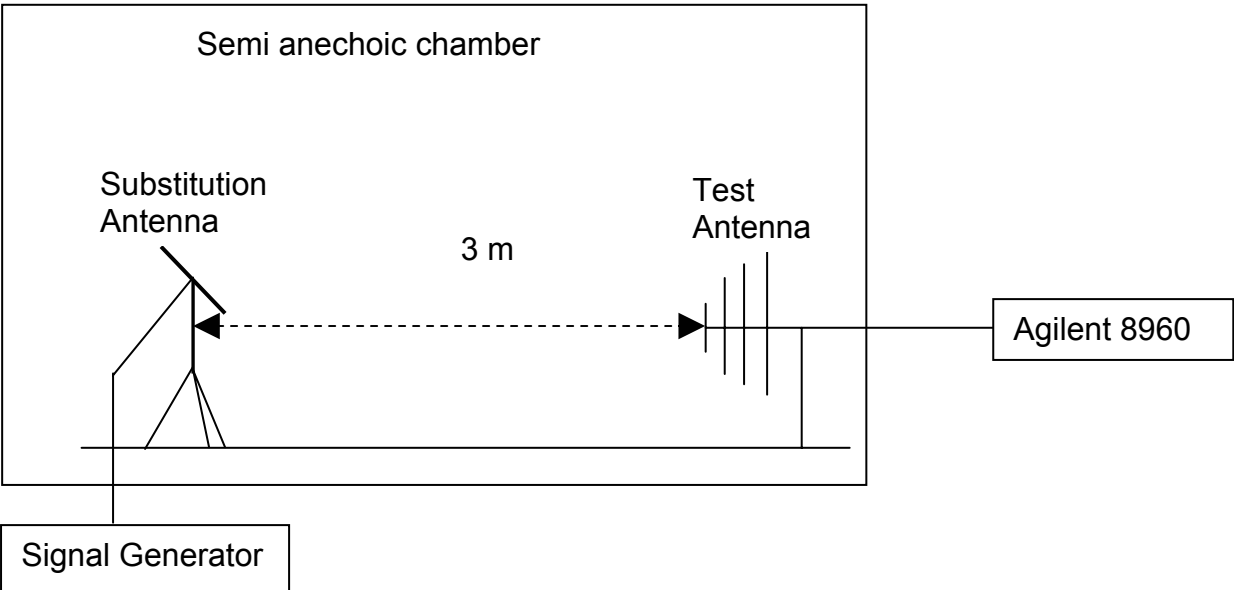 Semi anechoic chamber
Substitution
Antenna
3 m
Test
Antenna
Agilent 8960
Signal Generator